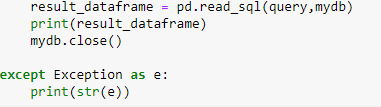 result_dataframe = pd.read_sql(query,mydb)
print(result_dataframe)
mydb.close()
except Exception as e:
print(str(e))